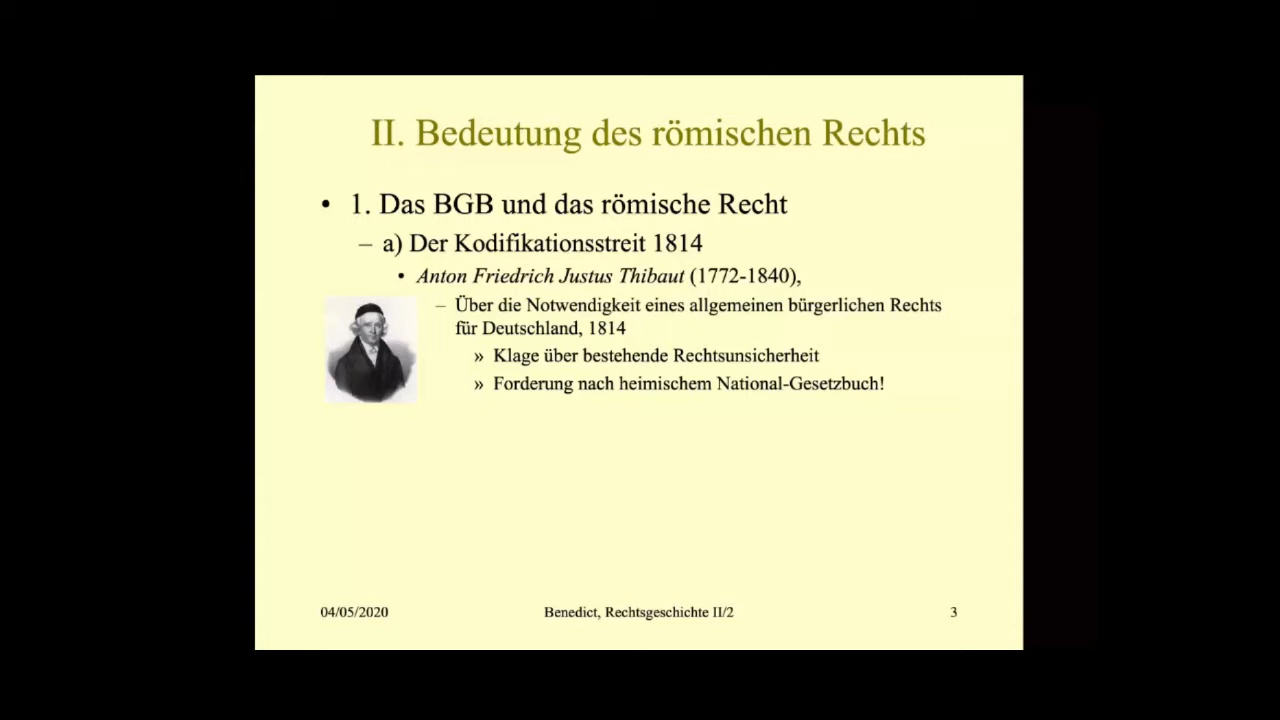 II. Bedeutung des römischen Rechts
• 1. Das BGB und das römische Recht
– a) Der Kodifikationsstreit 1814
• Anton Friedrich Justus Thibaut (1772-1840),
– Über die Notwendigkeit eines allgemeinen bürgerlichen Rechts
für Deutschland, 1814
» Klage über bestehende Rechtsunsicherheit
» Forderung nach heimischem National-Gesetzbuch!
04/05/2020 Benedict, Rechtsgeschichte II/2 3